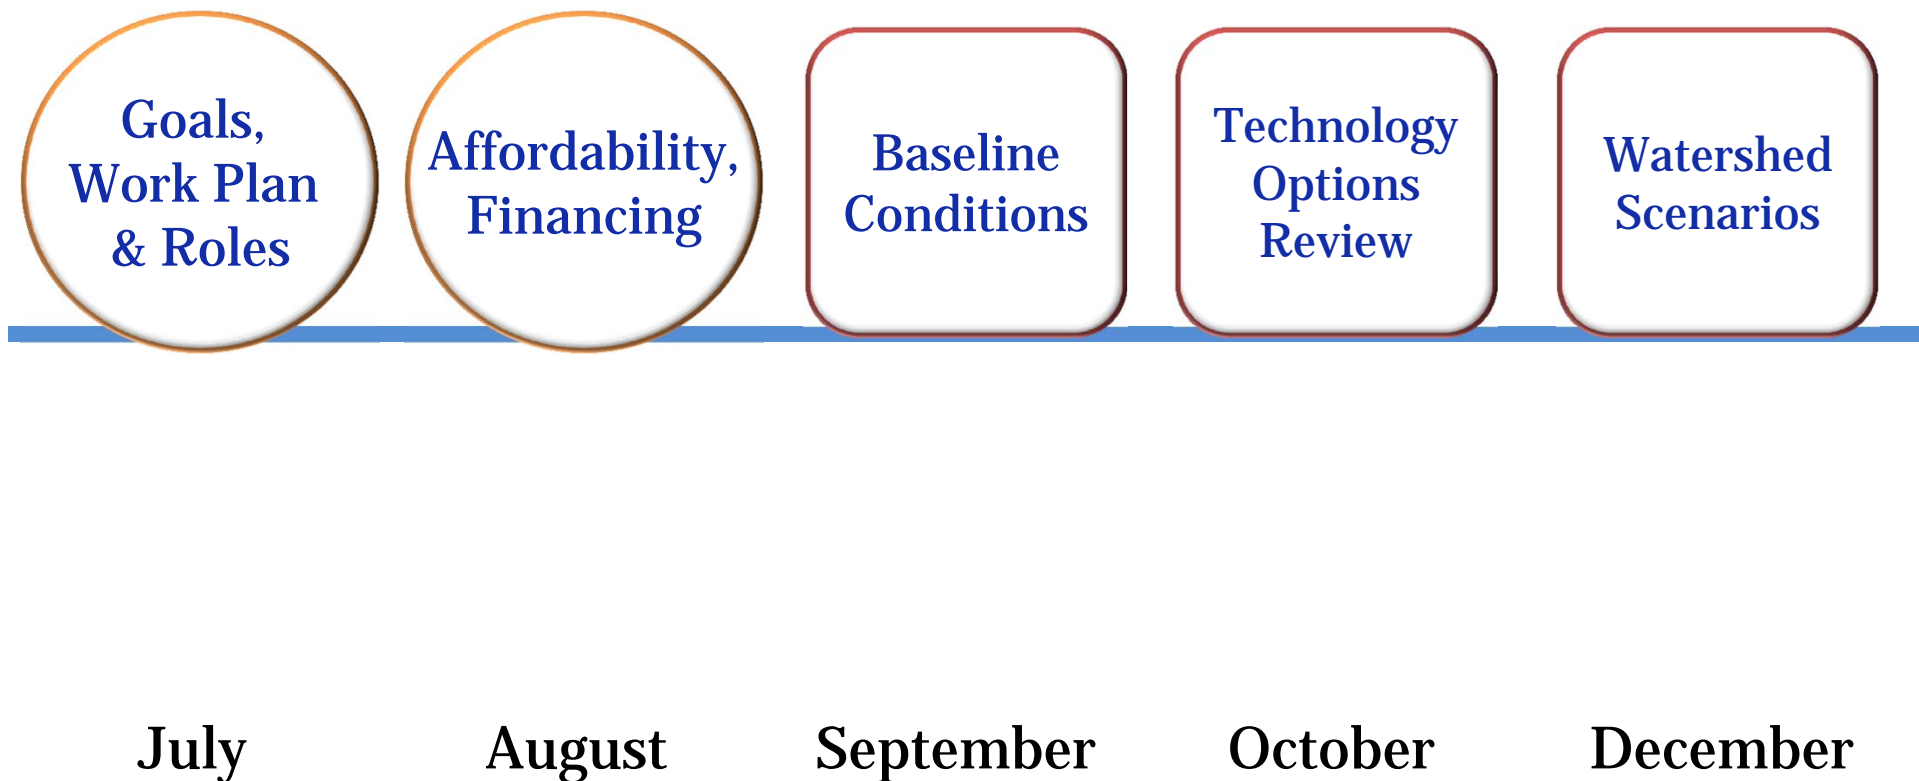 Goals,
Work Plan
& Roles
Affordability,
Financing
Baseline
Conditions
Technology
Options
Review
Watershed
Scenarios
July
August
September
October
December